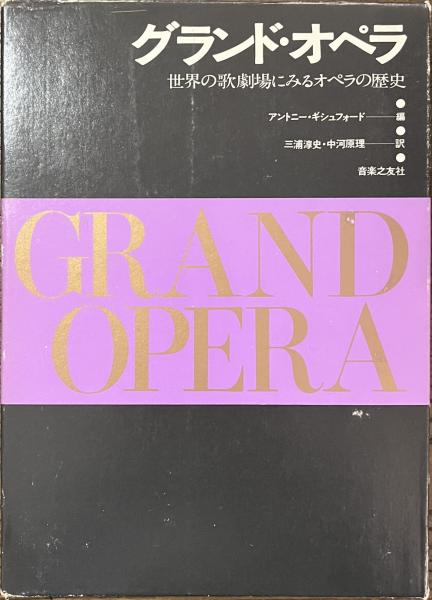 グランド・オペラ
世界の歌劇場にみるオペラの歴史
アントニー・ギシュフォード——編
三浦淳史・中河原理——訳
音楽之友社
GRAND
OPERA